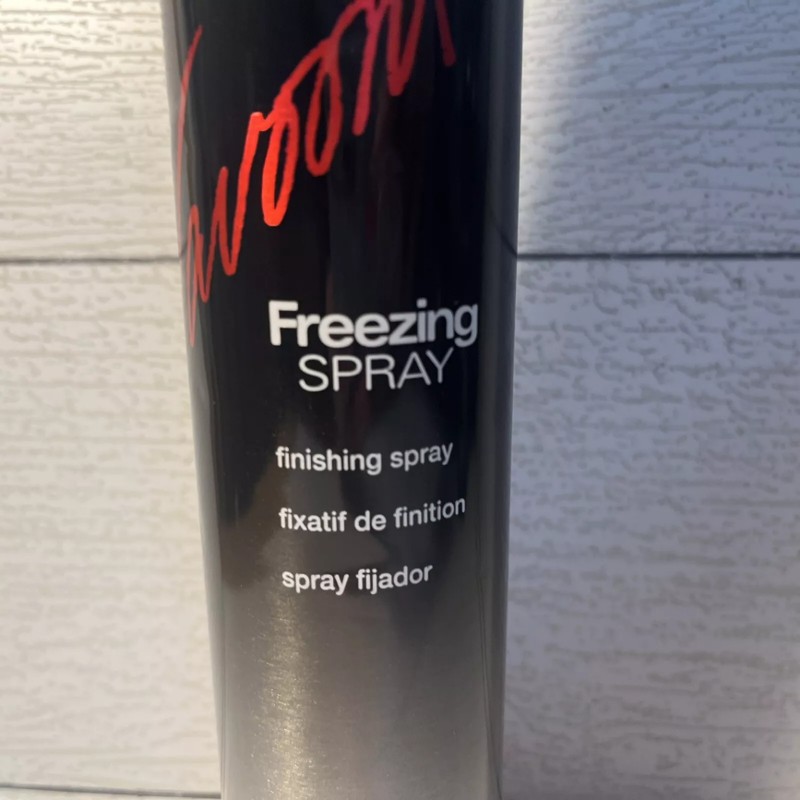 Freezing
SPRAY
finishing spray
fixatif de finition
spray fijador